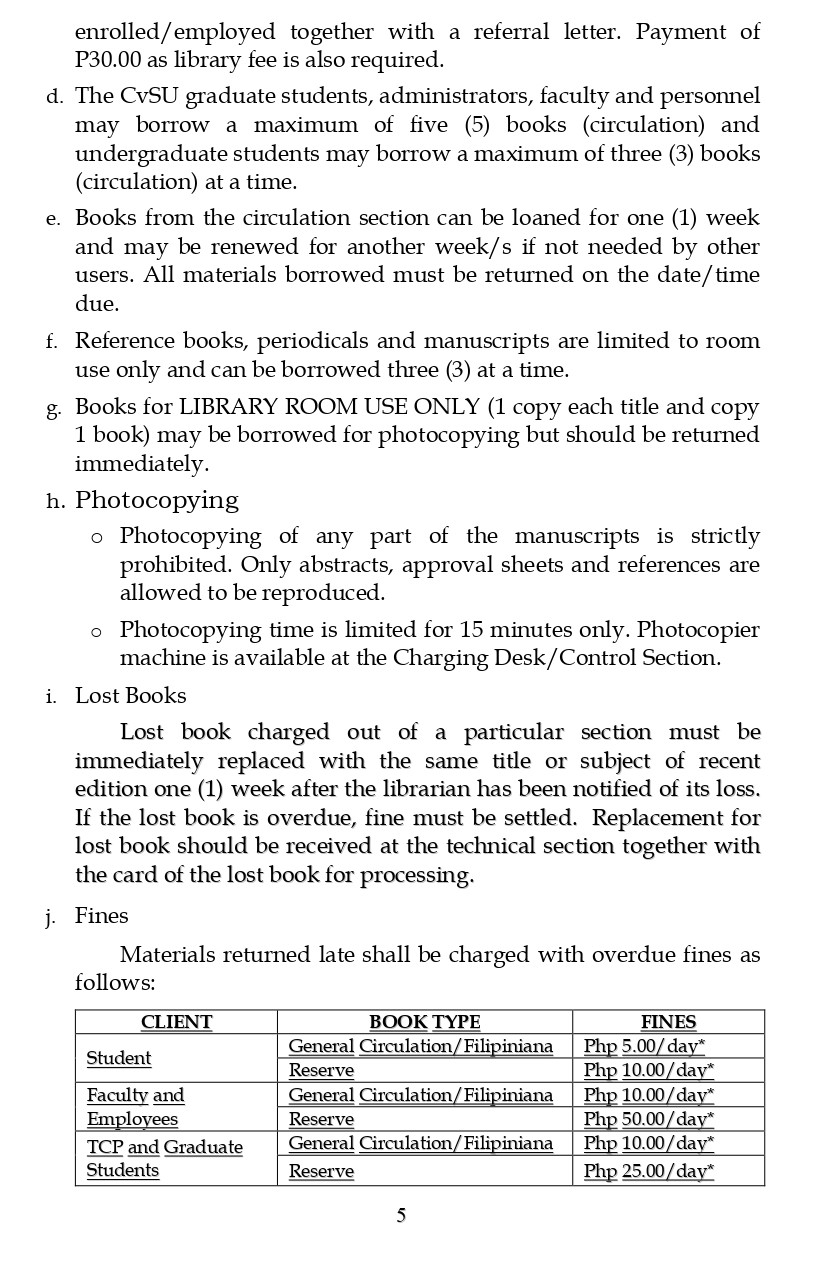 enrolled/employed together with a referral letter. Payment of
P30.00 as library fee is also required.
d. The CvSU graduate students, administrators, faculty and personnel
may borrow a maximum of five (5) books (circulation) and
undergraduate students may borrow a maximum of three (3) books
(circulation) at a time.
e. Books from the circulation section can be loaned for one (1) week
and may be renewed for another week/s if not needed by other
users. All materials borrowed must be returned on the date/time
due.
f. Reference books, periodicals and manuscripts are limited to room
use only and can be borrowed three (3) at a time.
g. Books for LIBRARY ROOM USE ONLY (1 copy each title and copy
1 book) may be borrowed for photocopying but should be returned
immediately.
h. Photocopying
o Photocopying of any part of the manuscripts is strictly
prohibited. Only abstracts, approval sheets and references are
allowed to be reproduced.
o Photocopying time is limited for 15 minutes only. Photocopier
machine is available at the Charging Desk/Control Section.
i. Lost Books
Lost book charged out of a particular section must be
immediately replaced with the same title or subject of recent
edition one (1) week after the librarian has been notified of its loss.
If the lost book is overdue, fine must be settled. Replacement for
lost book should be received at the technical section together with
the card of the lost book for processing.
j. Fines
Materials returned late shall be charged with overdue fines as
follows:
CLIENT BOOK TYPE FINES
Student General Circulation/Filipiniana Php 5.00/day*
Reserve Php 10.00/day*
Faculty and General Circulation/Filipiniana Php 10.00/day*
Employees Reserve Php 50.00/day*
TCP and Graduate General Circulation/Filipiniana Php 10.00/day*
Students Reserve Php 25.00/day*
5